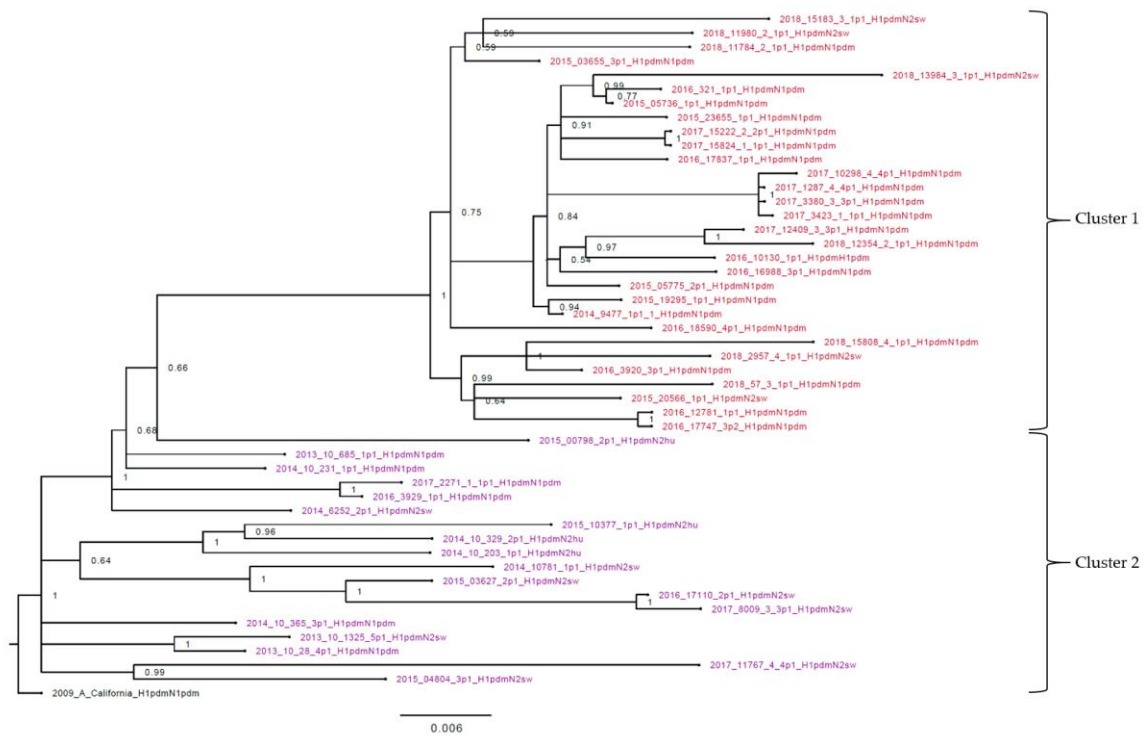 2018_15183_3_1p1_H1pdmN2sw
0.59
2018_11980_2_1p1_H1pdmN2sw
0.59
2018_11784_2_1p1_H1pdmN1pdm
2015_03655_3p1_H1pdmN1pdm
2018_13984_3_1p1_H1pdmN2sw
0.99
2016_321_1p1_H1pdmN1pdm
0.77
2015_05736_1p1_H1pdmN1pdm
2015_23655_1p1_H1pdmN1pdm
0.91
2017_15222_2_2p1_H1pdmN1pdm
1
2017_15824_1_1p1_H1pdmN1pdm
2016_17837_1p1_H1pdmN1pdm
2017_10298_4_4p1_H1pdmN1pdm
2017_1287_4_4p1_H1pdmN1pdm
1
2017_3380_3_3p1_H1pdmN1pdm
0.75
0.84
2017_3423_1_1p1_H1pdmN1pdm
Cluster 1
2017_12409_3_3p1_H1pdmN1pdm
1
0.97
2018_12354_2_1p1_H1pdmN1pdm
0.54
2016_10130_1p1_H1pdmH1pdm
2016_16988_3p1_H1pdmN1pdm
2015_05775_2p1_H1pdmN1pdm
1
2015_19295_1p1_H1pdmN1pdm
0.94
2014_9477_1p1_1_H1pdmN1pdm
2016_18590_4p1_H1pdmN1pdm
2018_15808_4_1p1_H1pdmN1pdm
1
2018_2957_4_1p1_H1pdmN2sw
0.66
2016_3920_3p1_H1pdmN1pdm
0.99
2018_57_3_1p1_H1pdmN1pdm
0.64
2015_20566_1p1_H1pdmN2sw
2016_12781_1p1_H1pdmN1pdm
1
2016_17747_3p2_H1pdmN1pdm
0.68
2015_00798_2p1_H1pdmN2hu
2013_10_685_1p1_H1pdmN1pdm
2014_10_231_1p1_H1pdmN1pdm
1
2017_2271_1_1p1_H1pdmN1pdm
1
2016_3929_1p1_H1pdmN1pdm
2014_6252_2p1_H1pdmN2sw
2015_10377_1p1_H1pdmN2hu
0.96
2014_10_329_2p1_H1pdmN2hu
1
2014_10_203_1p1_H1pdmN2hu
0.64
Cluster 2
2014_10781_1p1_H1pdmN2sw
1
2015_03627_2p1_H1pdmN2sw
1
2016_17110_2p1_H1pdmN2sw
1
1
2017_8009_3_3p1_H1pdmN2sw
2014_10_365_3p1_H1pdmN1pdm
2013_10_1325_5p1_H1pdmN2sw
1
2013_10_28_4p1_H1pdmN1pdm
2017_11767_4_4p1_H1pdmN2sw
0.99
2015_04804_3p1_H1pdmN2sw
2009_A_California_H1pdmN1pdm
0.006